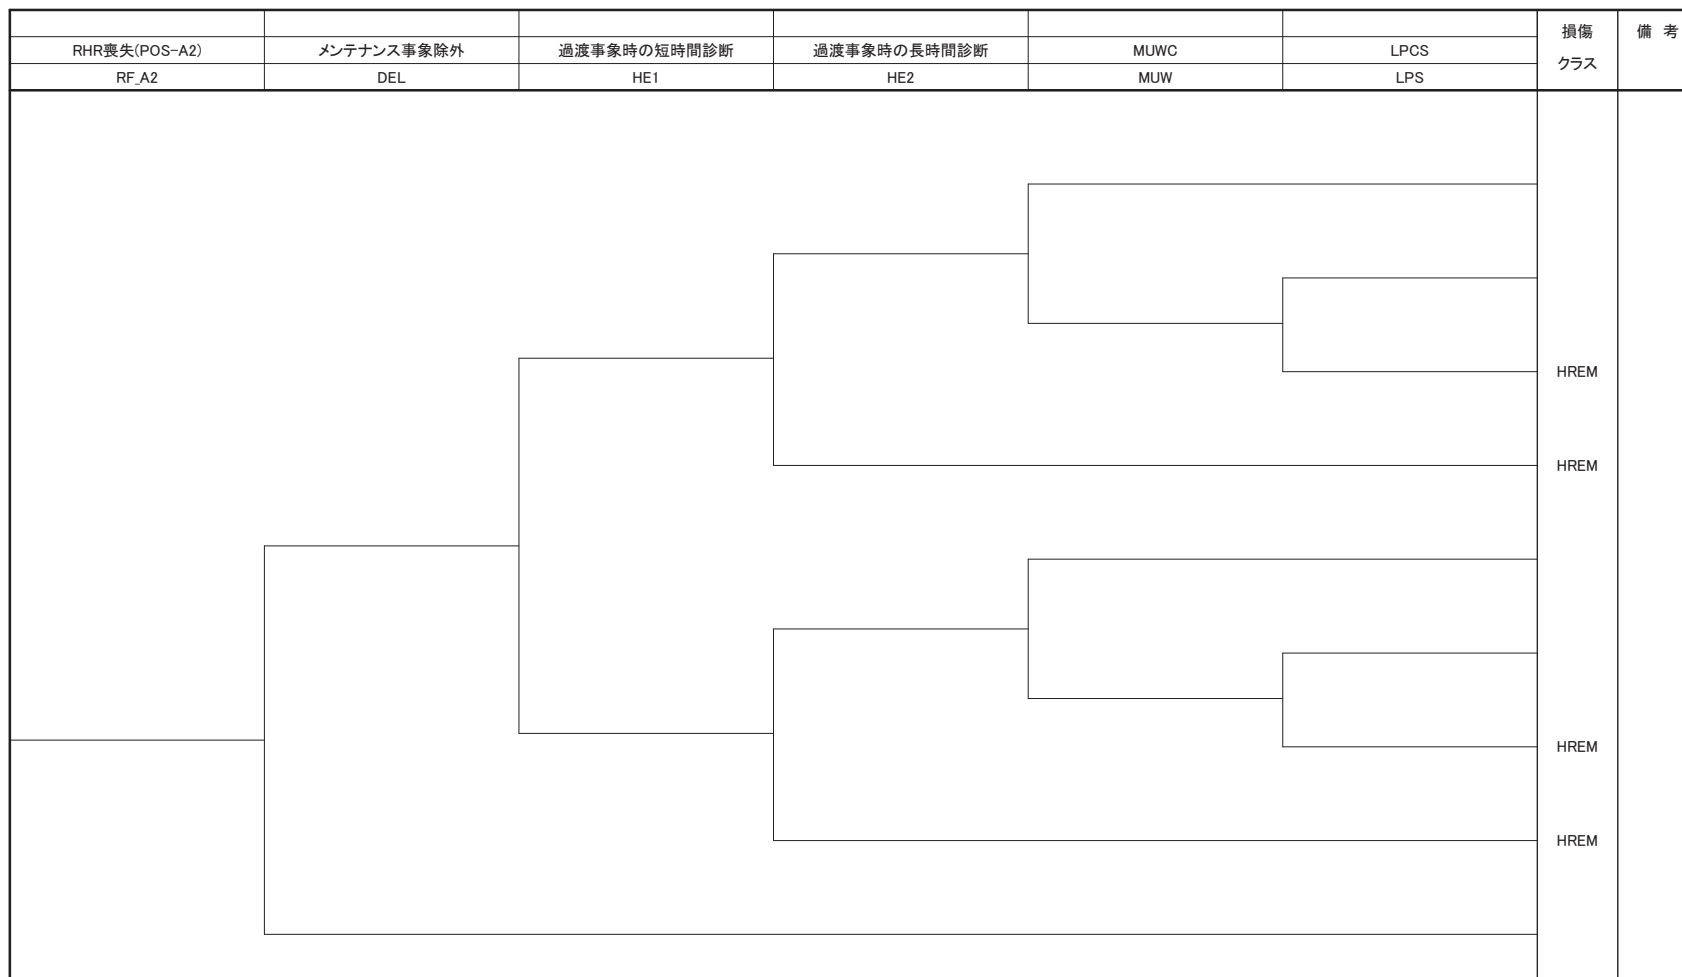 損傷 備 考
RHR喪失(POS-A2) メンテナンス事象除外 過渡事象時の短時間診断 過渡事象時の長時間診断 MUWC LPCS
クラス
RF_A2 DEL HE1 HE2 MUW LPS
HREM
HREM
HREM
HREM